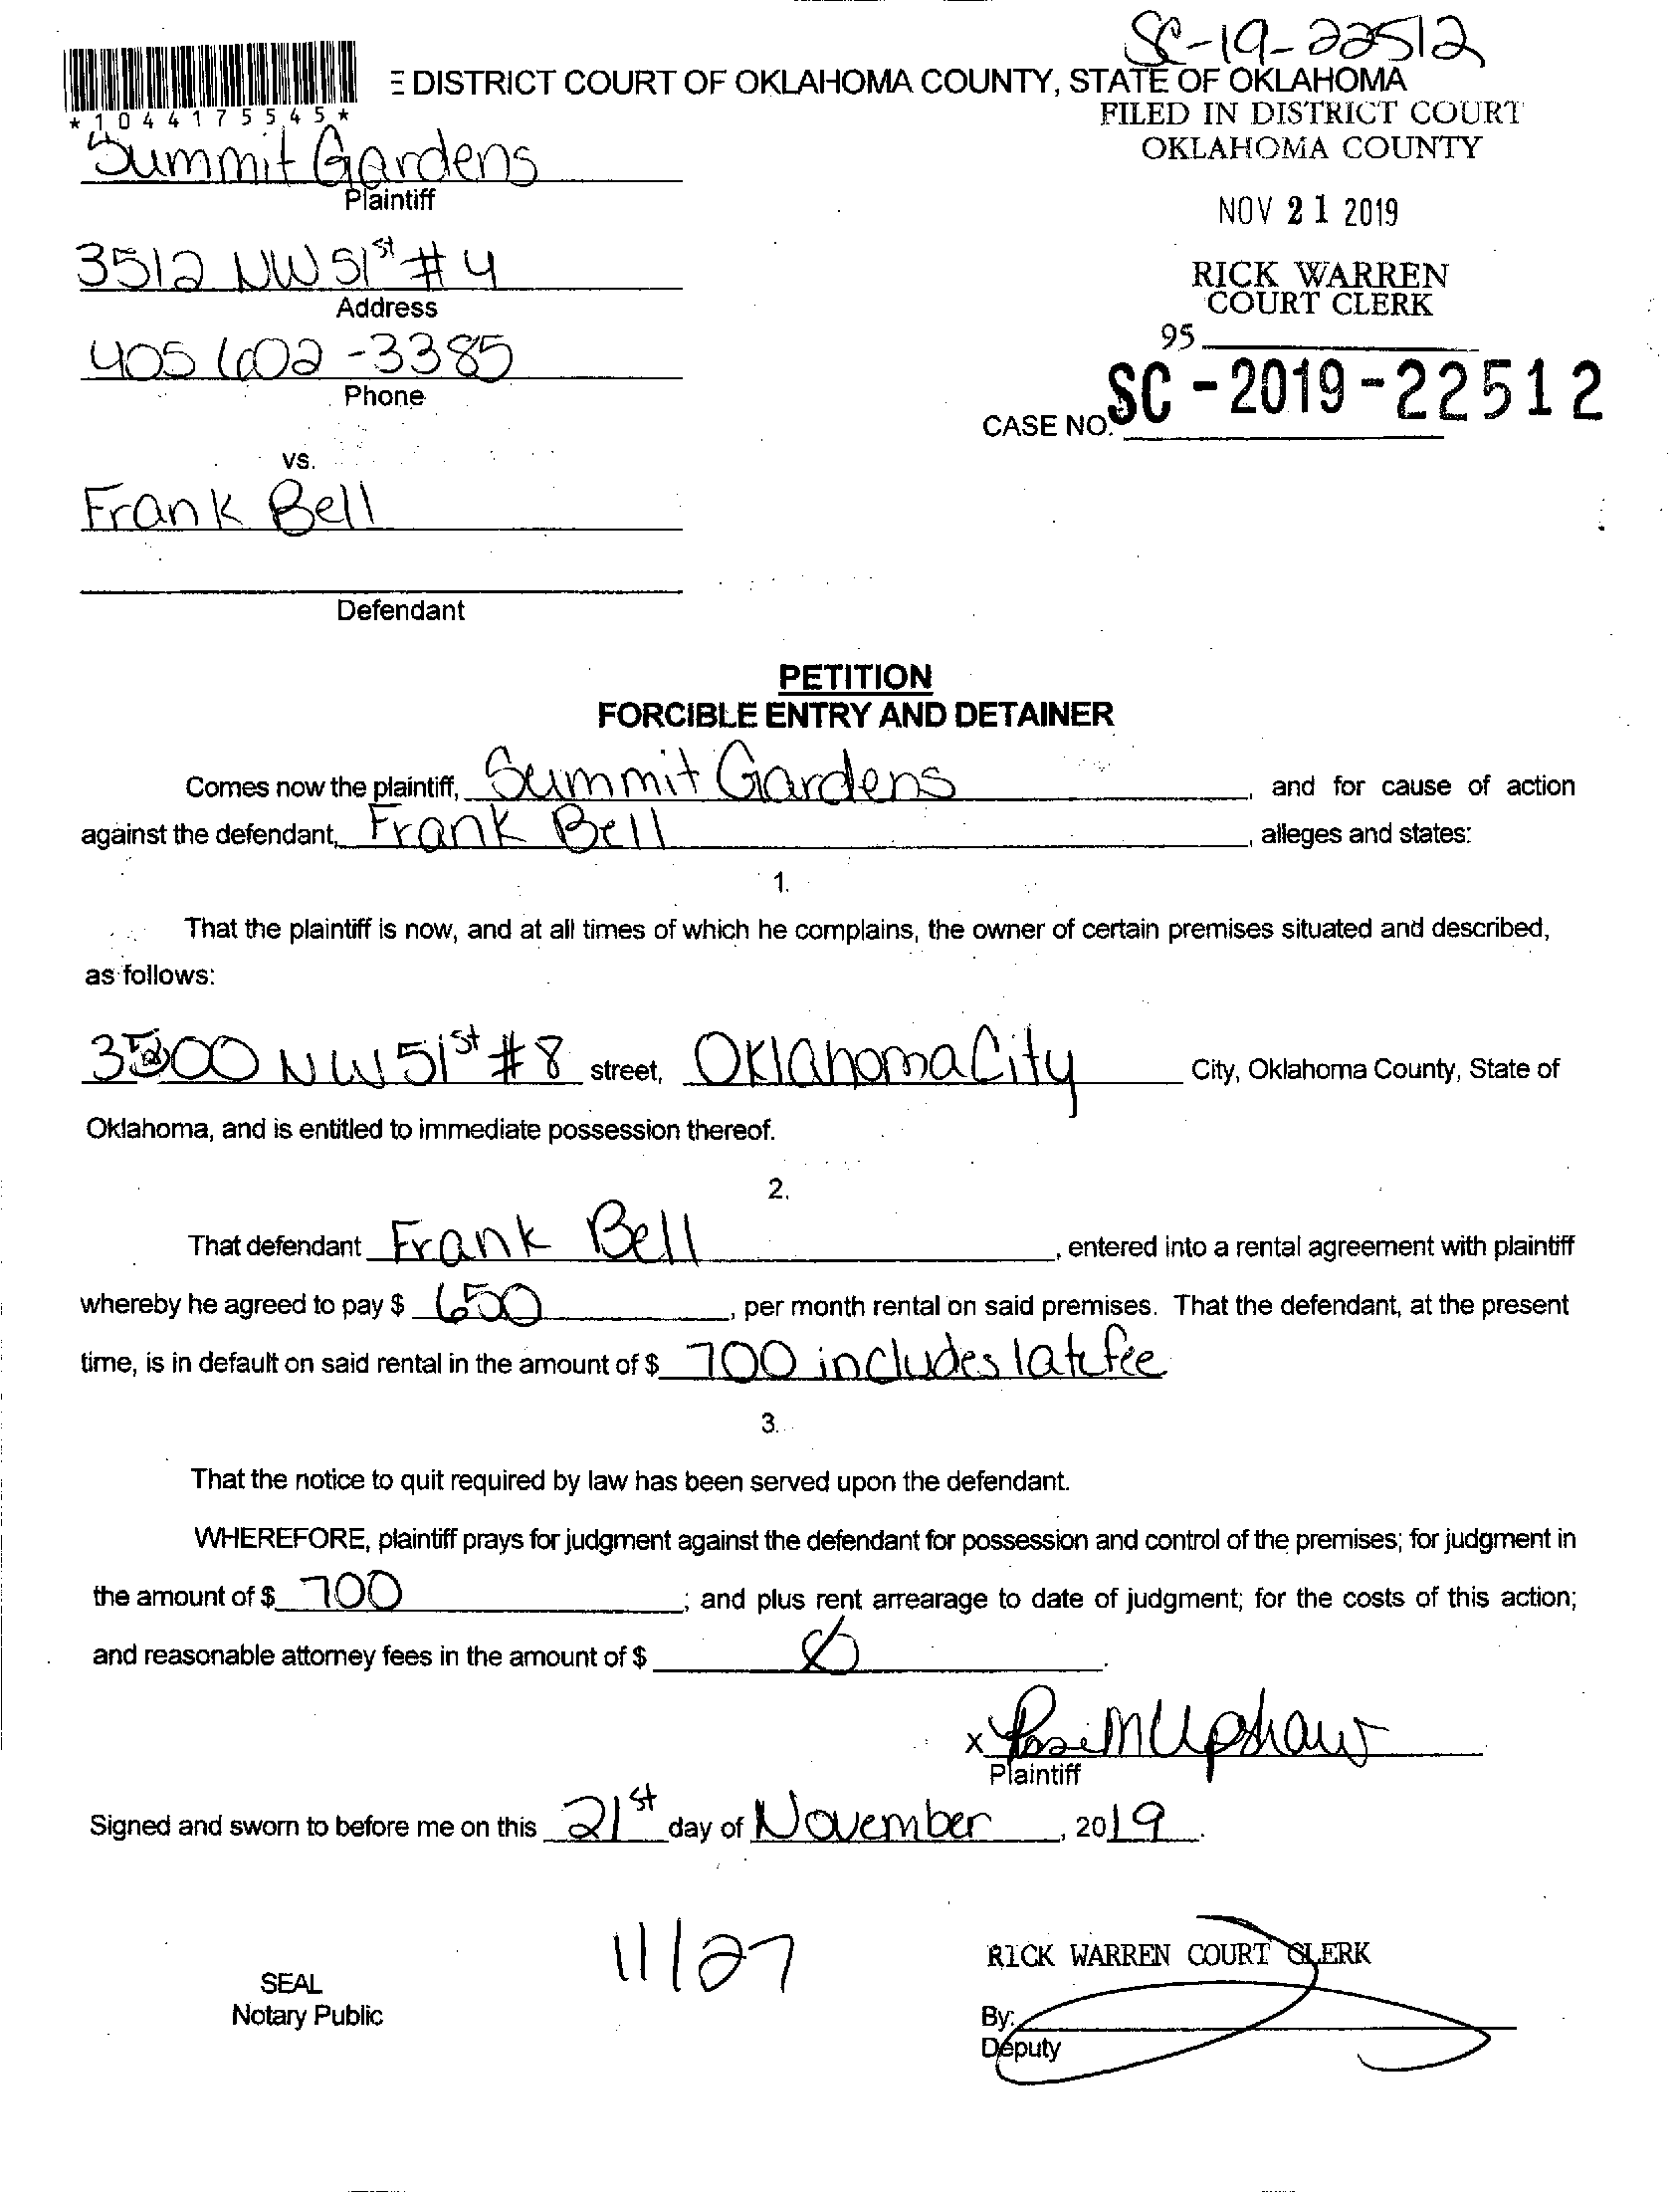 SC-19-22512
E DISTRICT COURT OF OKLAHOMA COUNTY, STATE OF OKLAHOMA
*1044175545*
FILED IN DISTRICT COURT
OKLAHOMA COUNTY
Summit Gardens
Plaintiff
NOV 21 2019
3512 NW 51st #4
Address
RICK WARREN
COURT CLERK
405 602-3385
Phone
95
CASE NO. SC-2019-22512
vs.
Frank Bell
Defendant
PETITION
FORCIBLE ENTRY AND DETAINER
Comes now the plaintiff, Summit Gardens, and for cause of action
against the defendant, Frank Bell, alleges and states:
1.
That the plaintiff is now, and at all times of which he complains, the owner of certain premises situated and described,
as follows:
NW 51st #8 street, Oklahoma City City, Oklahoma County, State of
Oklahoma, and is entitled to immediate possession thereof.
2.
That defendant Frank Bell, entered into a rental agreement with plaintiff
whereby he agreed to pay $ 650, per month rental on said premises. That the defendant, at the present
time, is in default on said rental in the amount of $ 700 includes late fee
3.
That the notice to quit required by law has been served upon the defendant.
WHEREFORE, plaintiff prays for judgment against the defendant for possession and control of the premises; for judgment in
the amount of $ 700; and plus rent arrearage to date of judgment; for the costs of this action;
and reasonable attorney fees in the amount of $ .
x Rose M Upshaw
Plaintiff
Signed and sworn to before me on this 21st day of November, 2019.
11/27
RICK WARREN COURT CLERK
SEAL
Notary Public
By:
Deputy